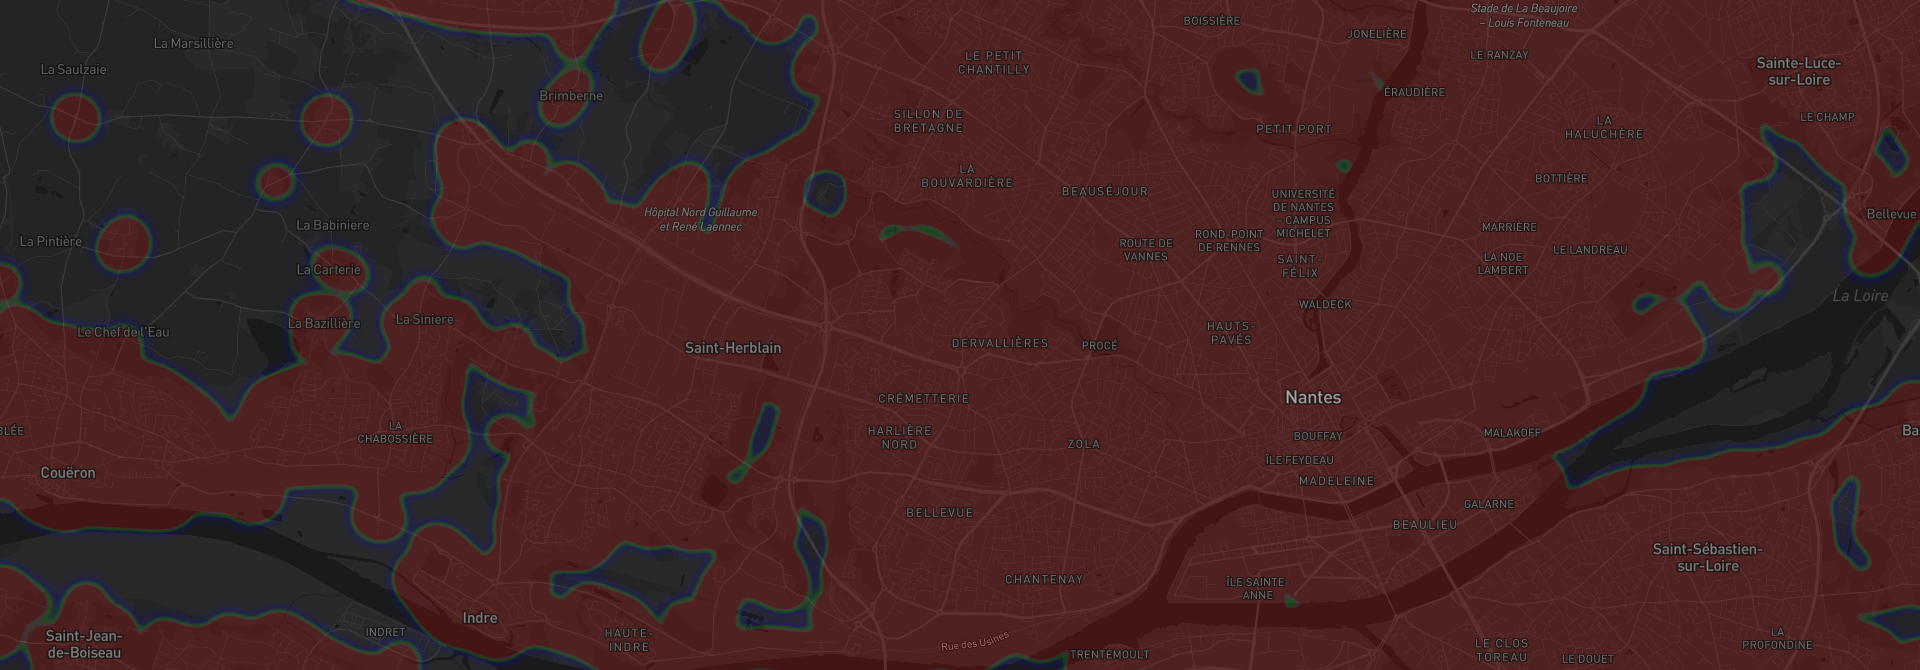 Stade de La Beaujoire
– Louis Fonteneau
BOISSIÈRE
JONELIÈRE
La Marsillière
LE RANZAY
LE PETIT
CHANTILLY
Sainte-Luce-
sur-Loire
La Saulzaie
Brimberne
ÉRAUDIÈRE
SILLON DE
BRETAGNE
LE CHAMP
PETIT PORT
LA
HALUCHÈRE
LA
BOUVARDIÈRE
BEAUSÉJOUR
BOTTIÈRE
UNIVERSITÉ
DE NANTES
- CAMPUS
MICHELET
Hôpital Nord Guillaume
et René Laennec
Bellevue
La Babiniere
MARRIÈRE
La Pintière
ROUTE DE
VANNES
ROND-POINT
DE RENNES
LE LANDREAU
SAINT-
FÉLIX
LA NOE
LAMBERT
La Carterie
La Loire
WALDECK
La Bazillière
La Siniere
Le Chef de l'Eau
HAUTS-
PAVÉS
Saint-Herblain
DERVALLIÈRES
PROCÉ
CRÉMETTERIE
Nantes
LA
CHABOSSIÈRE
BLÉE
HARLIÈRE
NORD
ZOLA
BOUFFAY
MALAKOFF
Ba
ÎLE FEYDEAU
Couëron
MADELEINE
GALARNE
BELLEVUE
BEAULIEU
Saint-Sébastien-
sur-Loire
CHANTENAY
ÎLE SAINTE-
ANNE
Indre
INDRET
HAUTE-
INDRE
Rue des Usines
Saint-Jean-
de-Boiseau
TRENTEMOULT
LE CLOS
TOREAU
LE DOUET
LA
PROFONDINE